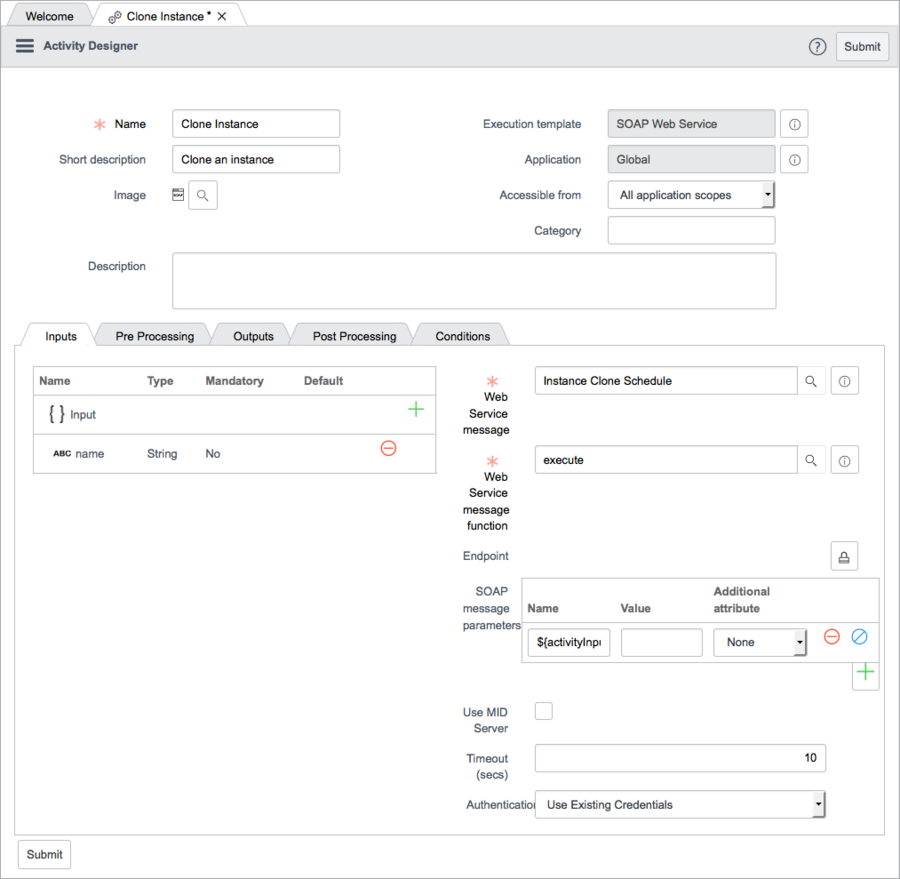 Welcome
Clone Instance *
Activity Designer
Submit
Name
Clone Instance
Execution template
SOAP Web Service
Short description
Clone an instance
Application
Global
Image
Accessible from
All application scopes
Category
Description
Inputs
Pre Processing
Outputs
Post Processing
Conditions
Name Type Mandatory Default
{ } Input
ABC name String No
Web
Service
message
Instance Clone Schedule
Web
Service
message
function
execute
Endpoint
SOAP
message
parameters
Name Value Additional
attribute
${activityInpu
None
Use MID
Server
Timeout
(secs)
10
Authentication
Use Existing Credentials
Submit